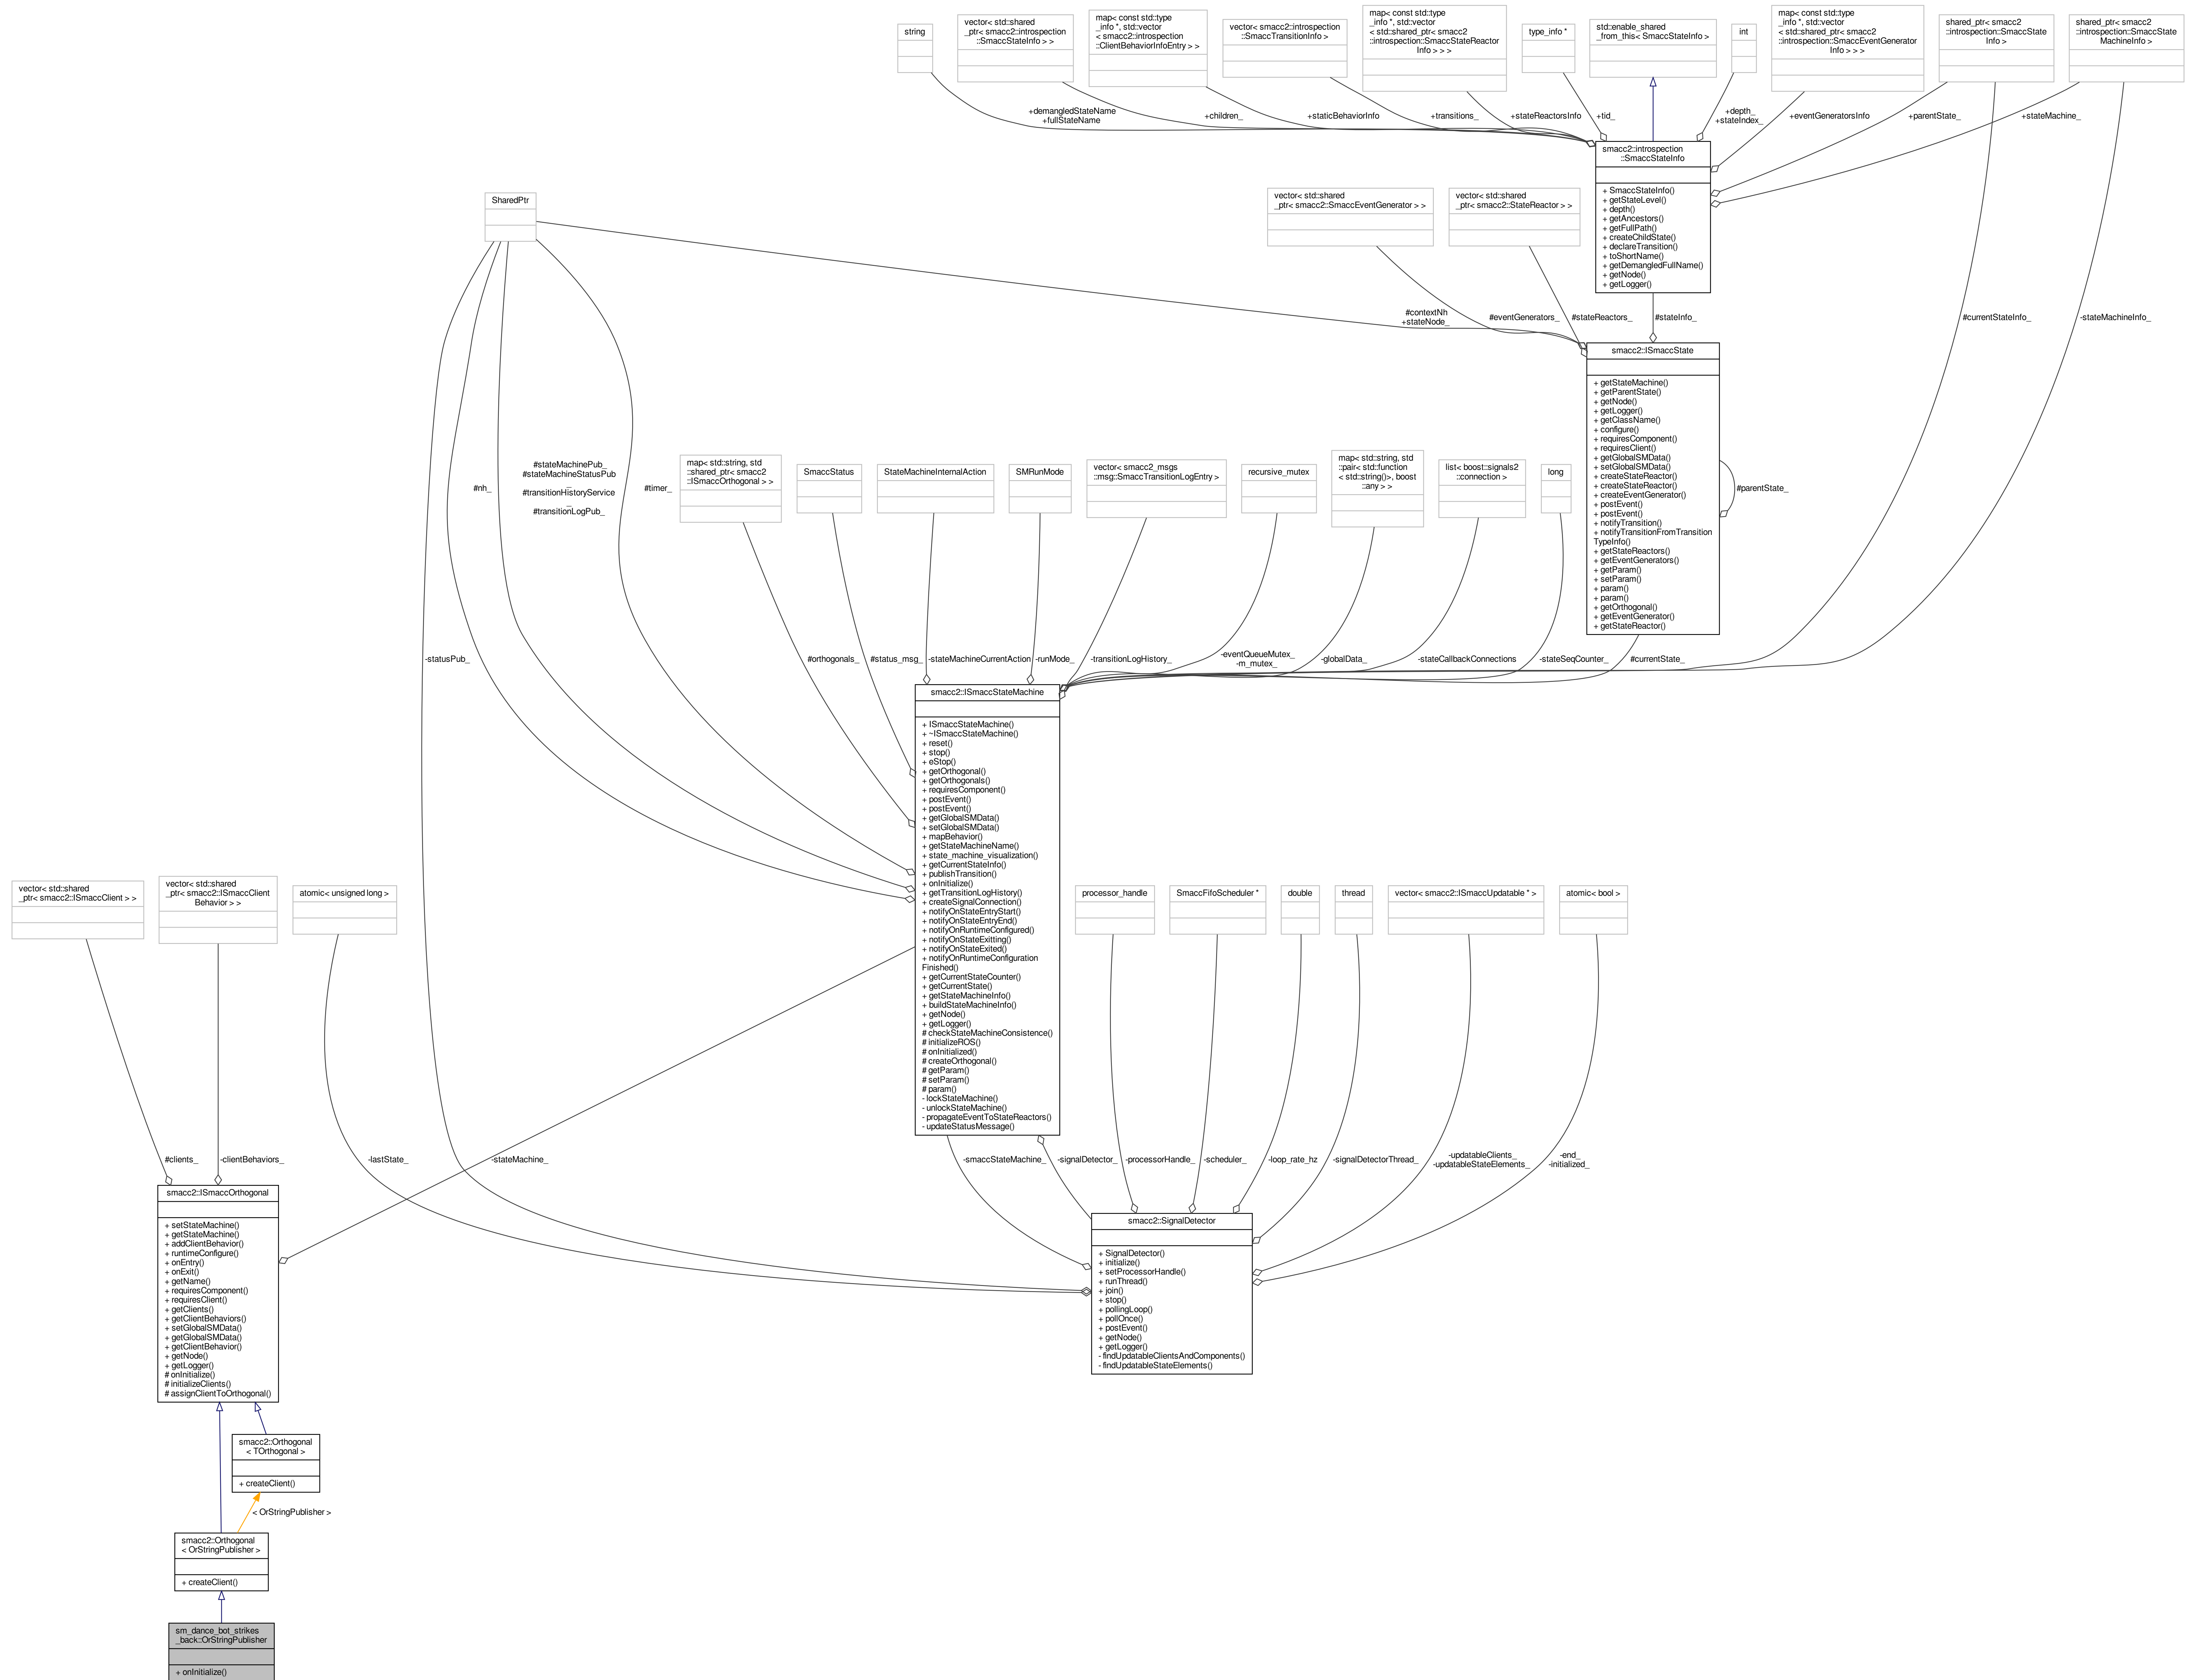 string
vector< std::shared
_ptr< smacc2::introspection
::SmaccStateInfo > >
map< const std::type
_info *, std::vector
< smacc2::introspection
::ClientBehaviorInfoEntry > >
vector< smacc2::introspection
::SmaccTransitionInfo >
map< const std::type
_info *, std::vector
< std::shared_ptr< smacc2
::introspection::SmaccStateReactor
Info > > >
type_info *
std::enable_shared
_from_this< SmaccStateInfo >
int
map< const std::type
_info *, std::vector
< std::shared_ptr< smacc2
::introspection::SmaccEventGenerator
Info > > >
shared_ptr< smacc2
::introspection::SmaccState
Info >
shared_ptr< smacc2
::introspection::SmaccState
MachineInfo >
+demangledStateName
+fullStateName
+children_
+staticBehaviorInfo
+transitions_
+stateReactorsInfo
+tid_
+depth_
+stateIndex_
+eventGeneratorsInfo
+parentState_
+stateMachine_
smacc2::introspection
::SmaccStateInfo
+ SmaccStateInfo()
+ getStateLevel()
+ depth()
+ getAncestors()
+ getFullPath()
+ createChildState()
+ declareTransition()
+ toShortName()
+ getDemangledFullName()
+ getNode()
+ getLogger()
SharedPtr
vector< std::shared
_ptr< smacc2::SmaccEventGenerator > >
vector< std::shared
_ptr< smacc2::StateReactor > >
#contextNh
+stateNode_
#eventGenerators_
#stateReactors_
#stateInfo_
#currentStateInfo_
-stateMachineInfo_
smacc2::ISmaccState
+ getStateMachine()
+ getParentState()
+ getNode()
+ getLogger()
+ getClassName()
+ configure()
+ requiresComponent()
+ requiresClient()
+ getGlobalSMData()
+ setGlobalSMData()
+ createStateReactor()
+ createEventGenerator()
+ postEvent()
+ postEvent()
+ notifyTransition()
+ notifyTransitionFromTransition
TypeInfo()
+ getStateReactors()
+ getEventGenerators()
+ getParam()
+ setParam()
+ param()
+ param()
+ getOrthogonal()
+ getEventGenerator()
+ getStateReactor()
#parentState_
#nh_
#stateMachinePub_
#stateMachineStatusPub
_
#transitionHistoryService
_
#transitionLogPub_
#timer_
map< std::string, std
::shared_ptr< smacc2
::ISmaccOrthogonal > >
SmaccStatus
StateMachineInternalAction
SMRunMode
vector< smacc2_msgs
::msg::SmaccTransitionLogEntry >
recursive_mutex
map< std::string, std
::pair< std::function
< std::string()>, boost
::any > >
list< boost::signals2
::connection >
long
-statusPub_
#orthogonals_
#status_msg_
-stateMachineCurrentAction
-runMode_
-transitionLogHistory_
-eventQueueMutex_
-m_mutex_
-globalData_
-stateCallbackConnections
-stateSeqCounter_
#currentState_
smacc2::ISmaccStateMachine
+ ISmaccStateMachine()
+ ~ISmaccStateMachine()
+ reset()
+ stop()
+ eStop()
+ getOrthogonal()
+ getOrthogonals()
+ requiresComponent()
+ postEvent()
+ postEvent()
+ getGlobalSMData()
+ setGlobalSMData()
+ mapBehavior()
+ getStateMachineName()
+ state_machine_visualization()
+ getCurrentStateInfo()
+ publishTransition()
+ onInitialize()
+ getTransitionLogHistory()
+ createSignalConnection()
+ notifyOnStateEntryStart()
+ notifyOnStateEntryEnd()
+ notifyOnRuntimeConfigured()
+ notifyOnStateExitting()
+ notifyOnStateExited()
+ notifyOnRuntimeConfiguration
Finished()
+ getCurrentStateCounter()
+ getCurrentState()
+ getStateMachineInfo()
+ buildStateMachineInfo()
+ getNode()
+ getLogger()
# checkStateMachineConsistence()
# initializeROS()
# onInitialized()
# createOrthogonal()
# getParam()
# setParam()
# param()
- lockStateMachine()
- unlockStateMachine()
- propagateEventToStateReactors()
- updateStatusMessage()
vector< std::shared
_ptr< smacc2::ISmaccClient > >
vector< std::shared
_ptr< smacc2::ISmaccClient
Behavior > >
atomic< unsigned long >
processor_handle
SmaccFifoScheduler *
double
thread
vector< smacc2::ISmaccUpdatable * >
atomic< bool >
#clients_
-clientBehaviors_
-lastState_
-stateMachine_
-smaccStateMachine_
-signalDetector_
-processorHandle_
-scheduler_
-loop_rate_hz
-signalDetectorThread_
-updatableClients_
-updatableStateElements_
-end_
-initialized_
smacc2::ISmaccOrthogonal
+ setStateMachine()
+ getStateMachine()
+ addClientBehavior()
+ runtimeConfigure()
+ onEntry()
+ onExit()
+ getName()
+ requiresComponent()
+ requiresClient()
+ getClients()
+ getClientBehaviors()
+ setGlobalSMData()
+ getGlobalSMData()
+ getClientBehavior()
+ getNode()
+ getLogger()
# onInitialize()
# initializeClients()
# assignClientToOrthogonal()
smacc2::SignalDetector
+ SignalDetector()
+ initialize()
+ setProcessorHandle()
+ runThread()
+ join()
+ stop()
+ pollingLoop()
+ pollOnce()
+ postEvent()
+ getNode()
+ getLogger()
- findUpdatableClientsAndComponents()
- findUpdatableStateElements()
smacc2::Orthogonal
< TOrthogonal >
+ createClient()
< OrStringPublisher >
smacc2::Orthogonal
< OrStringPublisher >
+ createClient()
sm_dance_bot_strikes
_back::OrStringPublisher
+ onInitialize()